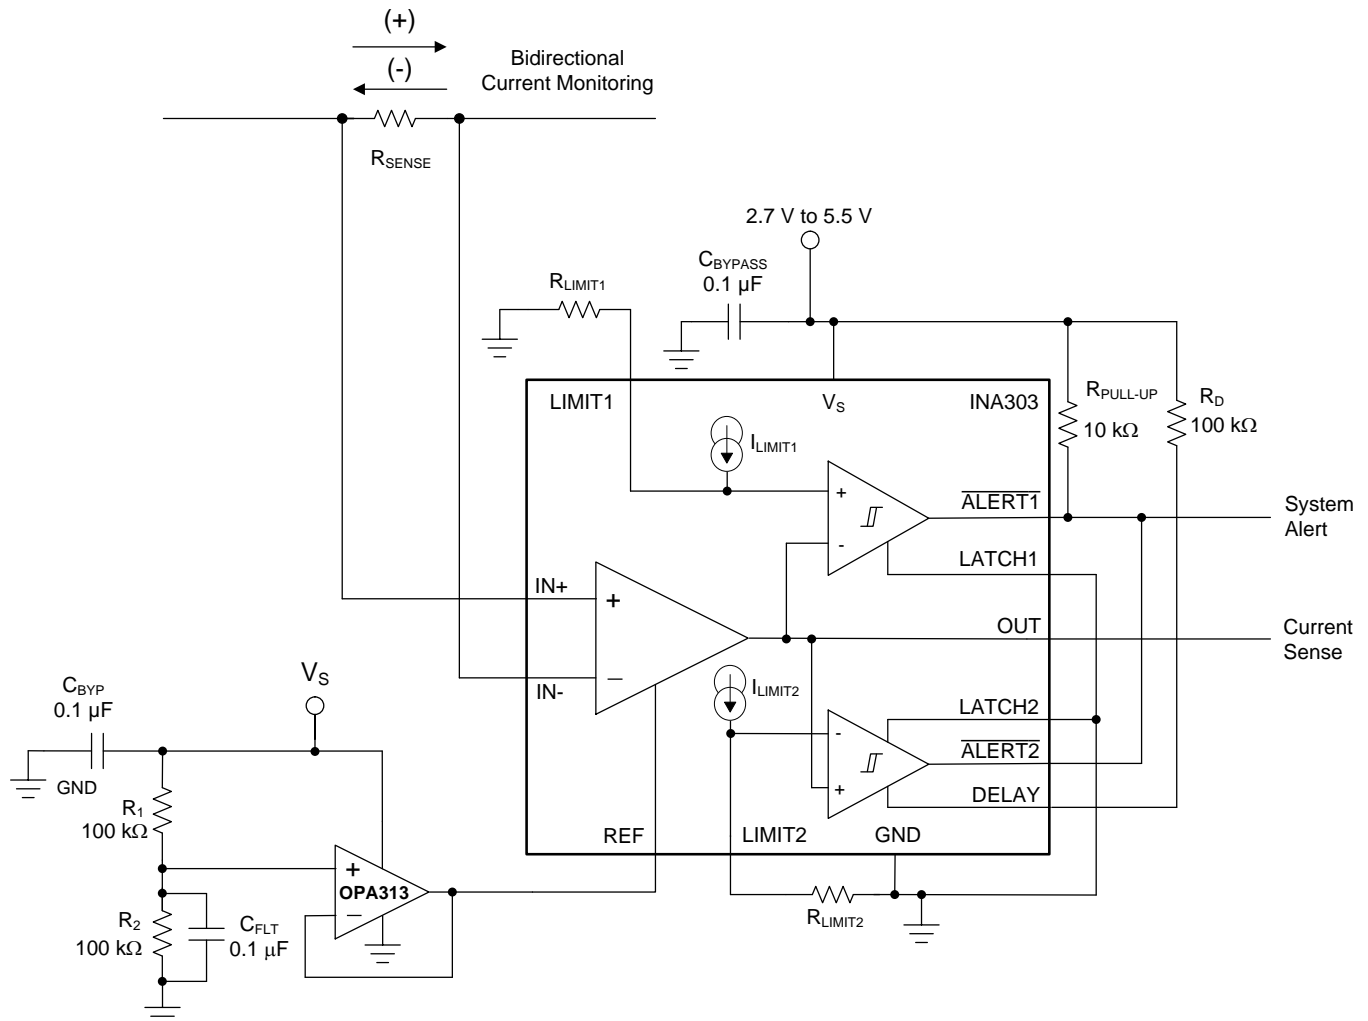 (+)
(-)
Bidirectional
Current Monitoring
RSENSE
2.7 V to 5.5 V
CBYPASS
0.1 µF
RLIMIT1
LIMIT1
VS
INA303
RPULL-UP
10 kΩ
RD
100 kΩ
ILIMIT1
+
-
ALERT1
System
Alert
LATCH1
IN+
+
OUT
Current
Sense
IN-
−
ILIMIT2
LATCH2
-
+
ALERT2
DELAY
REF
LIMIT2
GND
RLIMIT2
VS
CBYP
0.1 µF
GND
R1
100 kΩ
+
OPA313
−
R2
100 kΩ
CFLT
0.1 µF